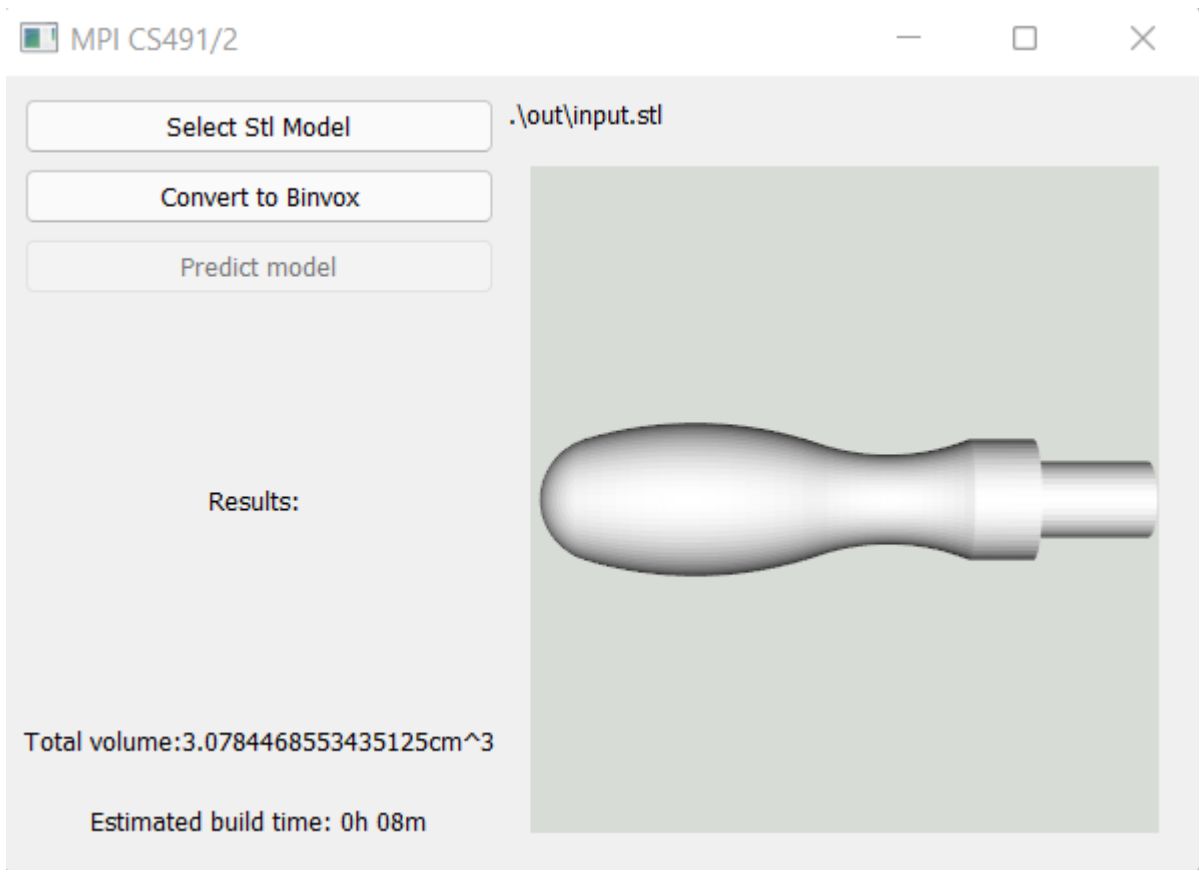 MPI CS491/2
Select Stl Model
.\out\input.stl
Convert to Binvox
Predict model
Results:
Total volume:3.0784468553435125cm^3
Estimated build time: 0h 08m